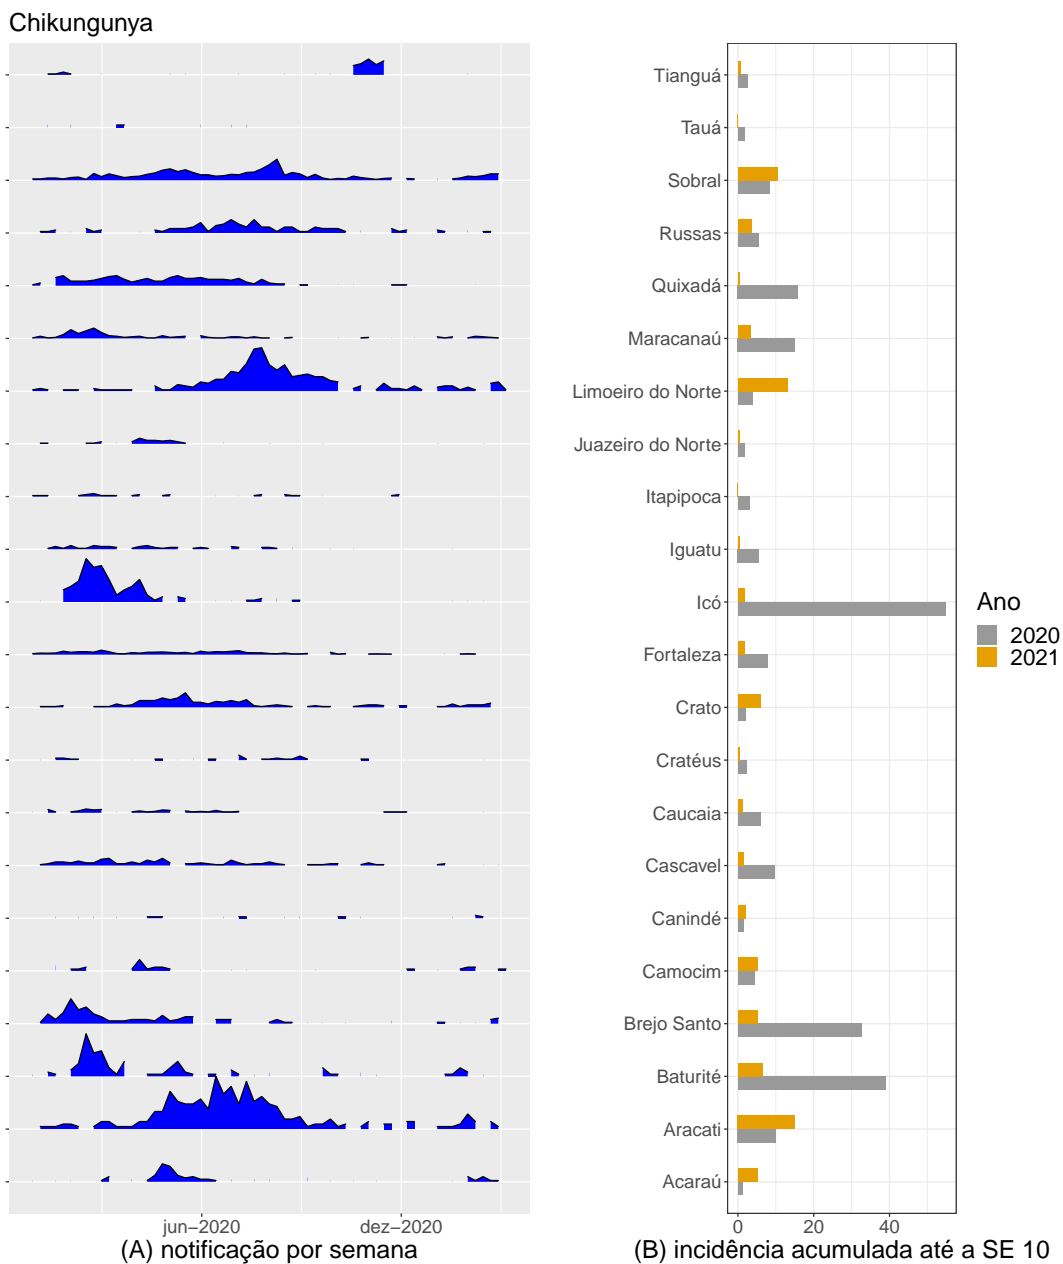 Chikungunya
Tianguá
Tauá
Sobral
Russas
Quixadá
Maracanaú
Limoeiro do Norte
Juazeiro do Norte
Itapipoca
Iguatu
Icó
Fortaleza
Crato
Cratéus
Caucaia
Cascavel
Canindé
Camocim
Brejo Santo
Baturité
Aracati
Acaraú
Ano
2020
2021
jun−2020 dez−2020
0 20 40
(A) notificação por semana
(B) incidência acumulada até a SE 10